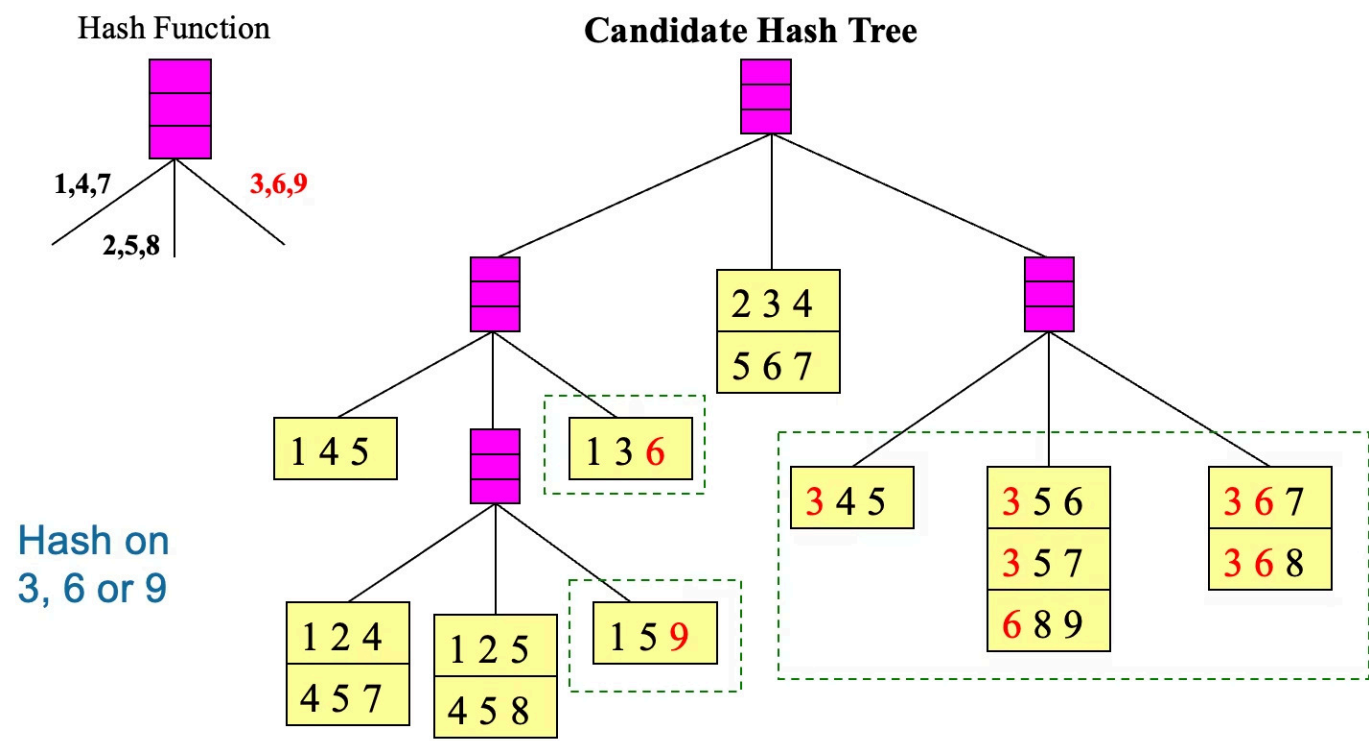 Hash Function
Candidate Hash Tree
1,4,7
3,6,9
2,5,8
2 3 4
5 6 7
1 4 5
1 3 6
3 4 5
3 5 6
3 6 7
3 5 7
3 6 8
6 8 9
Hash on
3, 6 or 9
1 2 4
1 2 5
1 5 9
4 5 7
4 5 8